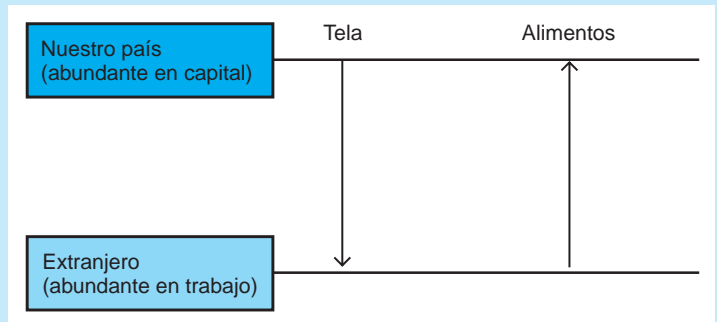 Tela
Alimentos
Nuestro país
(abundante en capital)
Extranjero
(abundante en trabajo)